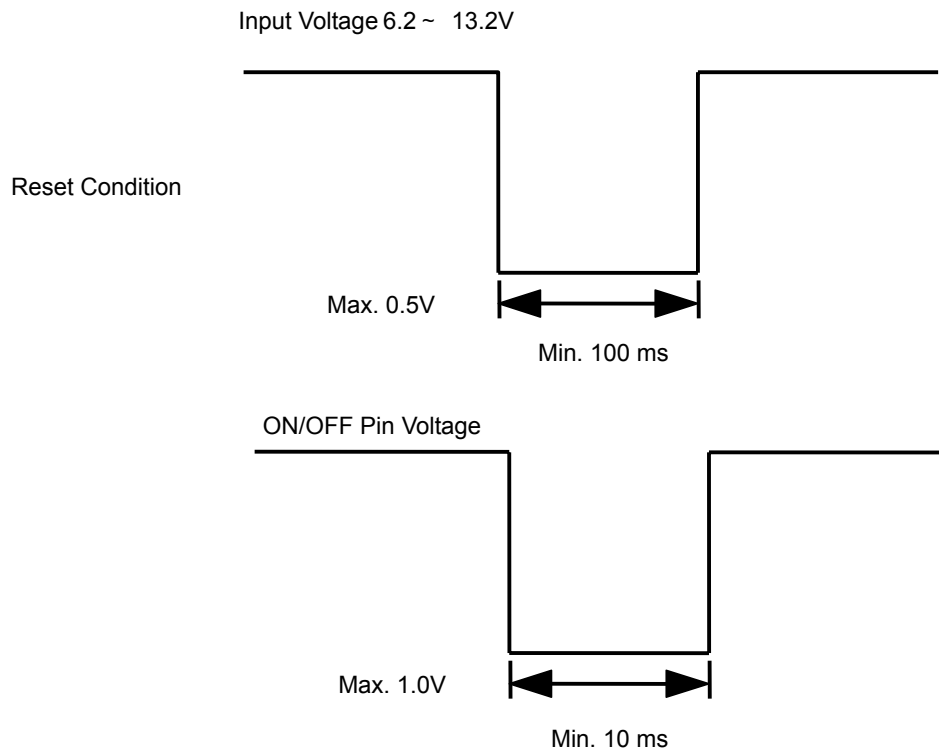 Input Voltage 6.2 ~ 13.2V
Reset Condition
Max. 0.5V
Min. 100 ms
ON/OFF Pin Voltage
Max. 1.0V
Min. 10 ms